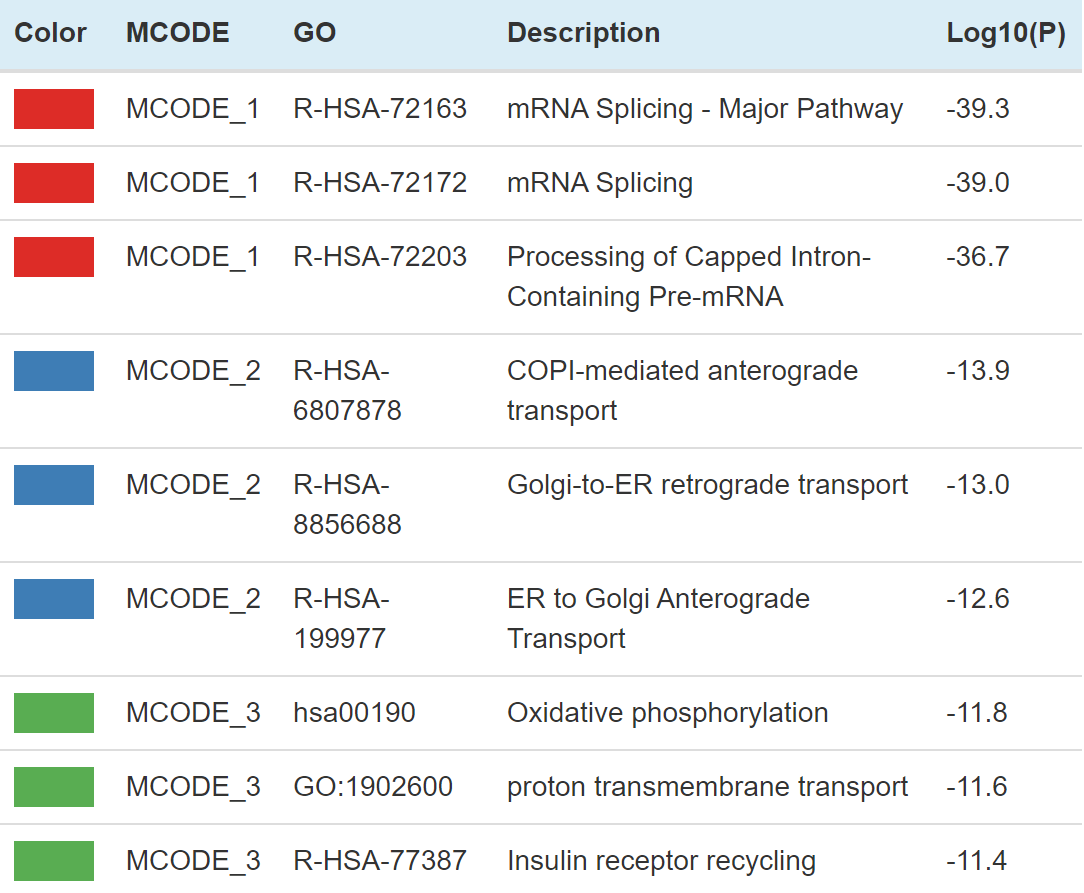 Color MCODE GO Description Log10(P)
MCODE_1 R-HSA-72163 mRNA Splicing - Major Pathway -39.3
MCODE_1 R-HSA-72172 mRNA Splicing -39.0
MCODE_1 R-HSA-72203 Processing of Capped Intron- -36.7
Containing Pre-mRNA
MCODE_2 R-HSA- COPI-mediated anterograde -13.9
6807878 transport
MCODE_2 R-HSA- Golgi-to-ER retrograde transport -13.0
8856688
MCODE_2 R-HSA- ER to Golgi Anterograde -12.6
199977 Transport
MCODE_3 hsa00190 Oxidative phosphorylation -11.8
MCODE_3 GO:1902600 proton transmembrane transport -11.6
MCODE_3 R-HSA-77387 Insulin receptor recycling -11.4